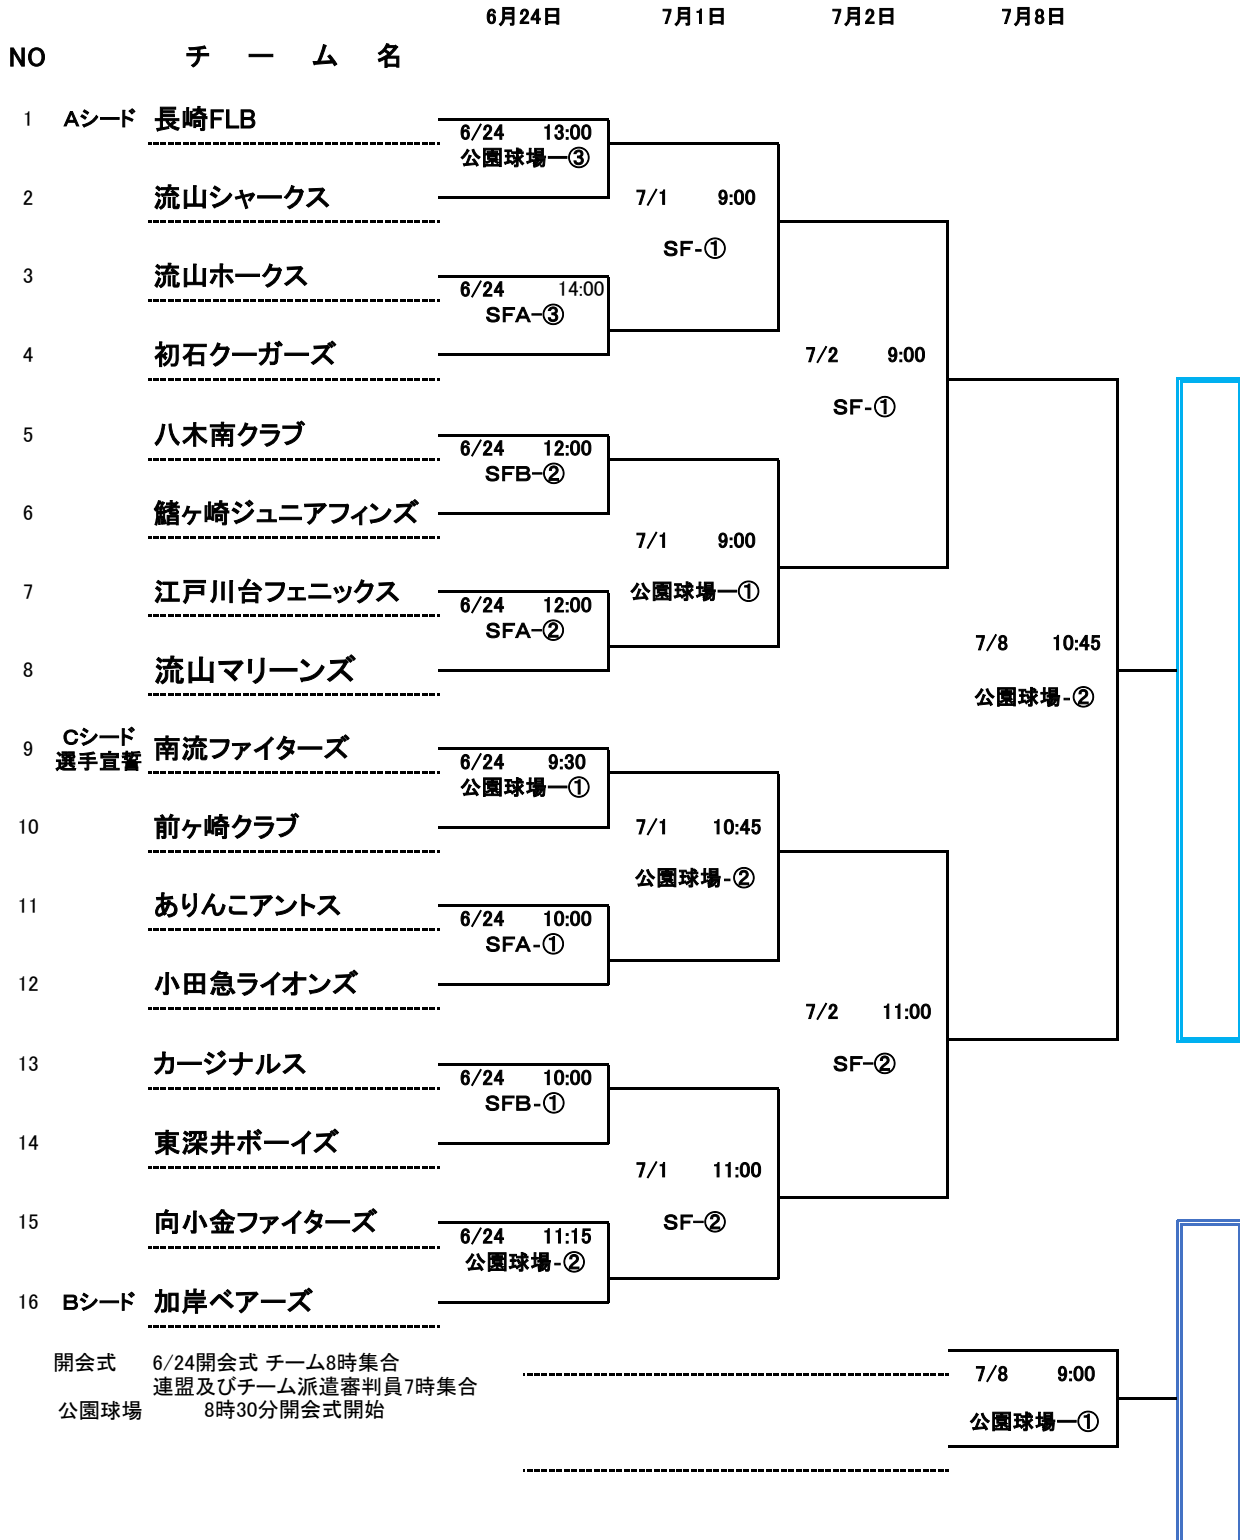 6月24日 7月1日 7月2日 7月8日
NO チ ー ム 名
1 Aシード 長崎FLB
6/24 13:00
公園球場ー③
2 流山シャークス
7/1 9:00
SF-①
3 流山ホークス
6/24 14:00
SFA-③
4 初石クーガーズ
7/2 9:00
SF-①
5 八木南クラブ
6/24 12:00
SFB-②
6 鰭ヶ崎ジュニアフィンズ
7/1 9:00
公園球場ー①
7 江戸川台フェニックス
6/24 12:00
SFA-②
8 流山マリーンズ
7/8 10:45
公園球場-②
9 Cシード 南流ファイターズ
選手宣誓
6/24 9:30
公園球場ー①
10 前ヶ崎クラブ
7/1 10:45
公園球場-②
11 ありんこアントス
6/24 10:00
SFA-①
12 小田急ライオンズ
7/2 11:00
SF-②
13 カージナルス
6/24 10:00
SFB-①
14 東深井ボーイズ
7/1 11:00
SF-②
15 向小金ファイターズ
6/24 11:15
公園球場-②
16 Bシード 加岸ベアーズ
開会式 6/24開会式 チーム8時集合
連盟及びチーム派遣審判員7時集合
公園球場 8時30分開会式開始
7/8 9:00
公園球場ー①